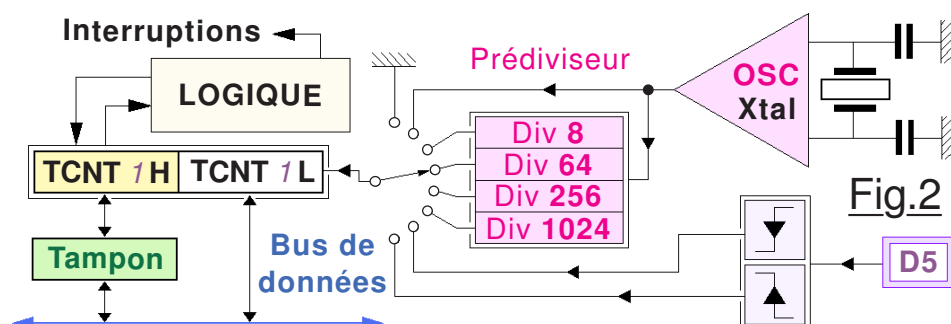 Interruptions
LOGIQUE
TCNT 1 H
TCNT 1 L
Tampon
Bus de
données
Prédiviseur
Div 8
Div 64
Div 256
Div 1024
OSC
Xtal
Fig.2
D5